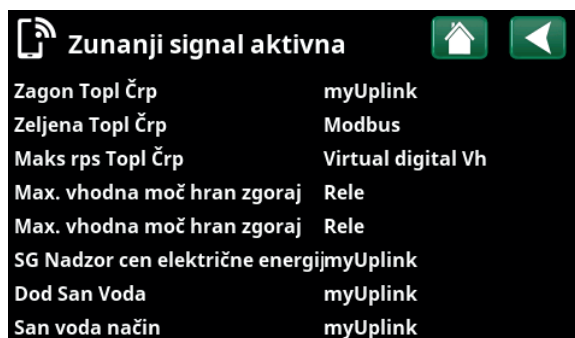 Zunanji signal aktivna
Zagon Topl Črp myUplink
Zeljena Topl Črp Modbus
Maks rps Topl Črp Virtual digital Vh
Max. vhodna moč hran zgoraj Rele
Max. vhodna moč hran zgoraj Rele
SG Nadzor cen električne energij myUplink
Dod San Voda myUplink
San voda način myUplink